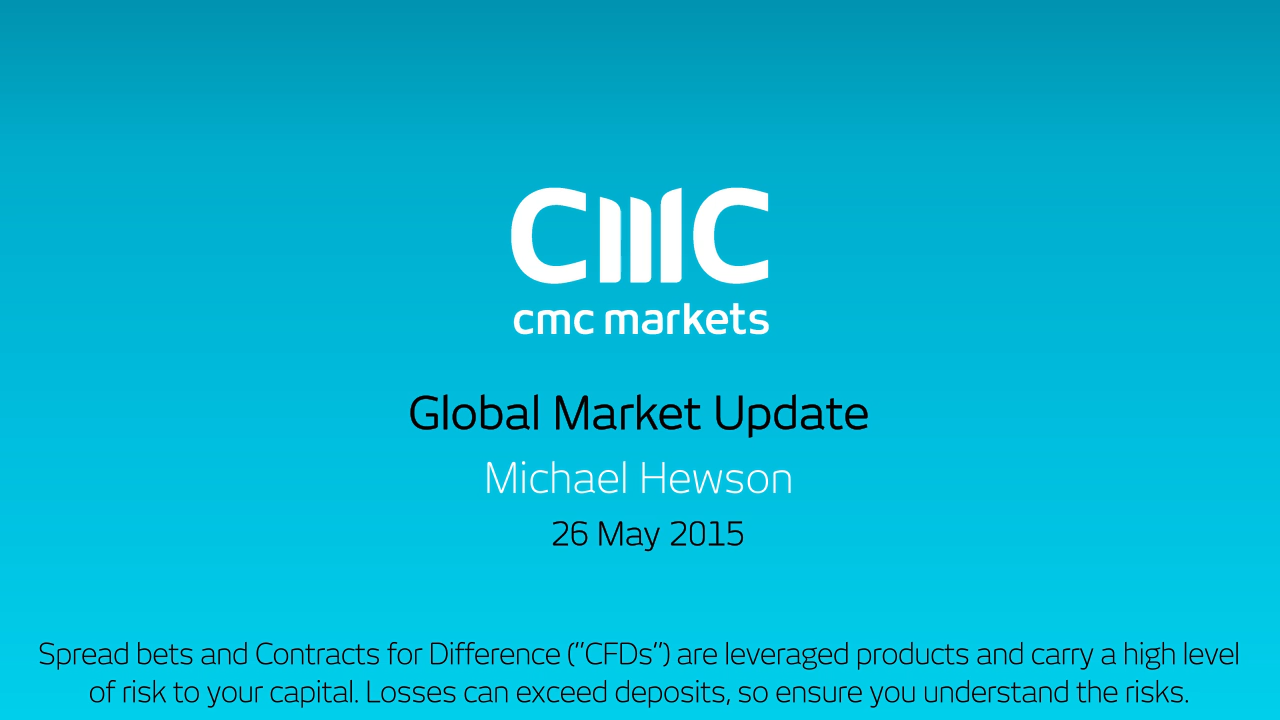 CMC
cmc markets
Global Market Update
Michael Hewson
26 May 2015
Spread bets and Contracts for Difference (“CFDs”) are leveraged products and carry a high level
of risk to your capital. Losses can exceed deposits, so ensure you understand the risks.